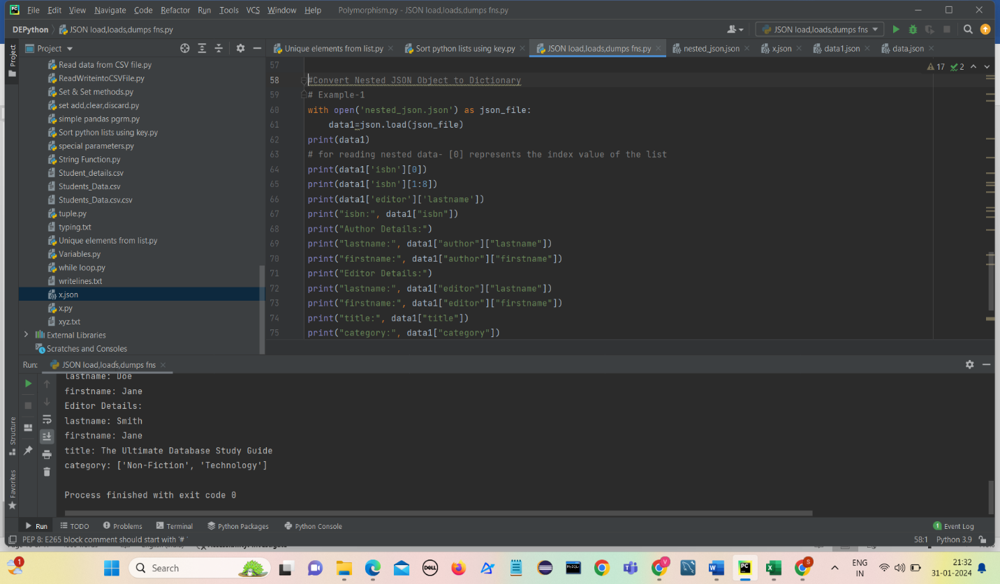 File Edit View Navigate Code Refactor Run Tools VCS Window Help Polymorphism.py - JSON load,loads,dumps fns.py
DEPython JSON load,loads,dumps fns.py
JSON load,loads,dumps fns
Project
Project
Unique elements from list.py
Sort python lists using key.py
JSON load,loads,dumps fns.py
nested_json.json
x.json
data1.json
data.json
17 2
Read data from CSV file.py
ReadWriteintoCSVFile.py
Set & Set methods.py
set add,clear,discard.py
simple pandas pgrm.py
Sort python lists using key.py
special parameters.py
String Function.py
Student_details.csv
Students_Data.csv
Students_Data.csv.csv
tuple.py
typing.txt
Unique elements from list.py
Variables.py
while loop.py
writelines.txt
x.json
x.py
xyz.txt
External Libraries
Scratches and Consoles
57
58 #Convert Nested JSON Object to Dictionary
59 # Example-1
60 with open('nested_json.json') as json_file:
61 data1=json.load(json_file)
62 print(data1)
63 # for reading nested data- [0] represents the index value of the list
64 print(data1['isbn'][0])
65 print(data1['isbn'][1:8])
66 print(data1['editor']['lastname'])
67 print("isbn:", data1["isbn"])
68 print("Author Details:")
69 print("lastname:", data1["author"]["lastname"])
70 print("firstname:", data1["author"]["firstname"])
71 print("Editor Details:")
72 print("lastname:", data1["editor"]["lastname"])
73 print("firstname:", data1["editor"]["firstname"])
74 print("title:", data1["title"])
75 print("category:", data1["category"])
Run: JSON load,loads,dumps fns
lastname: Doe
firstname: Jane
Editor Details:
lastname: Smith
firstname: Jane
title: The Ultimate Database Study Guide
category: ['Non-Fiction', 'Technology']
Process finished with exit code 0
Structure
Favorites
Run TODO Problems Terminal Python Packages Python Console 1 Event Log
PEP 8: E265 block comment should start with '# ' 58:1 Python 3.9
1 Search DELL MySQL V PC S
ENG
IN
21:32
31-01-2024